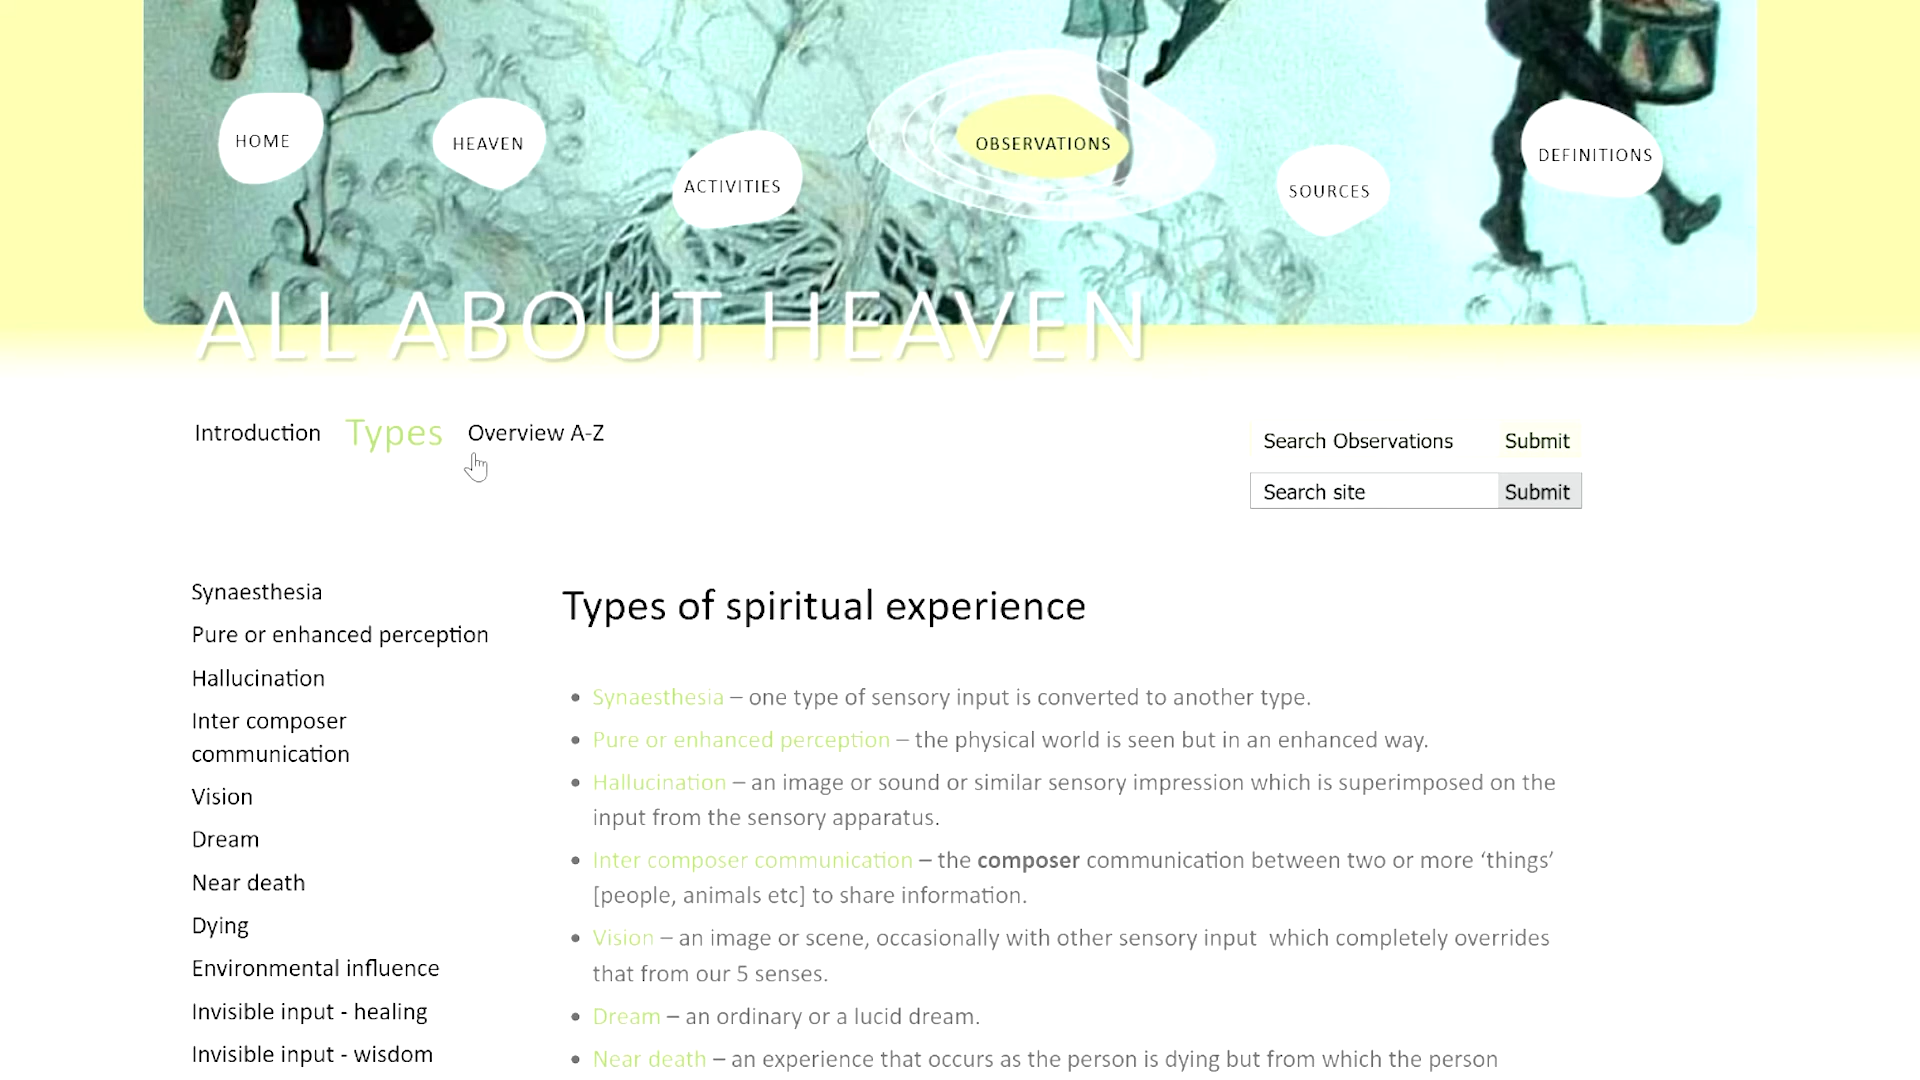 HOME
HEAVEN
ACTIVITIES
OBSERVATIONS
SOURCES
DEFINITIONS
ALL ABOUT HEAVEN
Introduction Types Overview A-Z
Search Observations Submit
Search site Submit
Synaesthesia
Pure or enhanced perception
Hallucination
Inter composer
communication
Vision
Dream
Near death
Dying
Environmental influence
Invisible input - healing
Invisible input - wisdom
Types of spiritual experience
• Synaesthesia – one type of sensory input is converted to another type.
• Pure or enhanced perception – the physical world is seen but in an enhanced way.
• Hallucination – an image or sound or similar sensory impression which is superimposed on the
input from the sensory apparatus.
• Inter composer communication – the composer communication between two or more ‘things’
[people, animals etc] to share information.
• Vision – an image or scene, occasionally with other sensory input  which completely overrides
that from our 5 senses.
• Dream – an ordinary or a lucid dream.
• Near death – an experience that occurs as the person is dying but from which the person